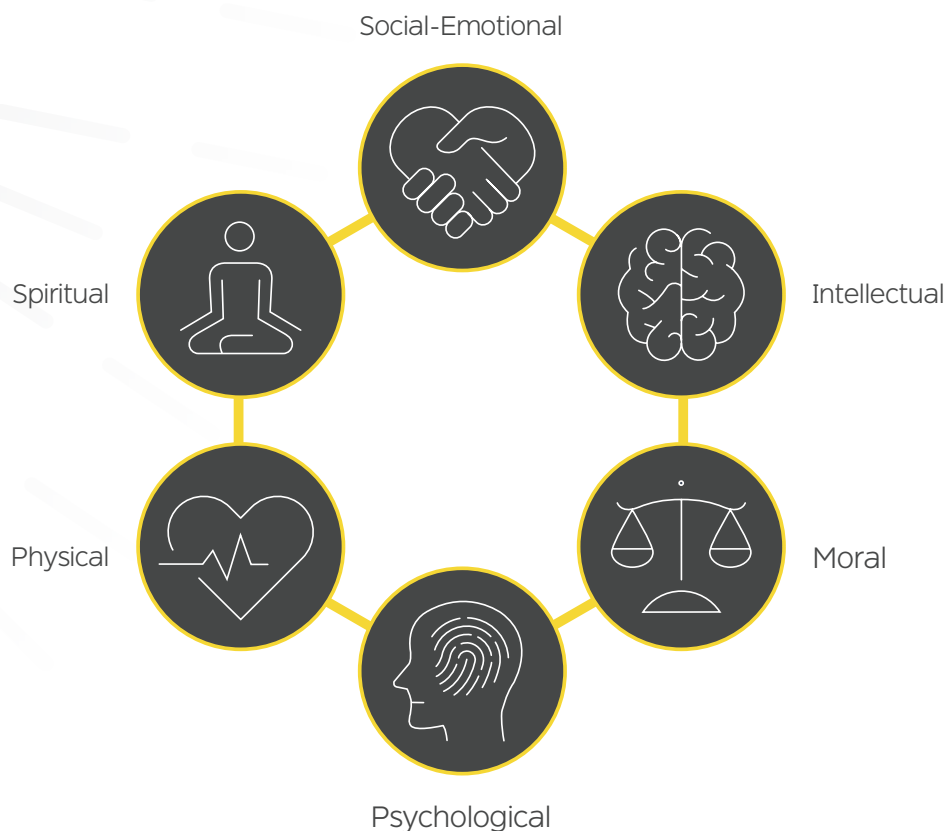 Social-Emotional
Spiritual
Intellectual
Physical
Moral
Psychological